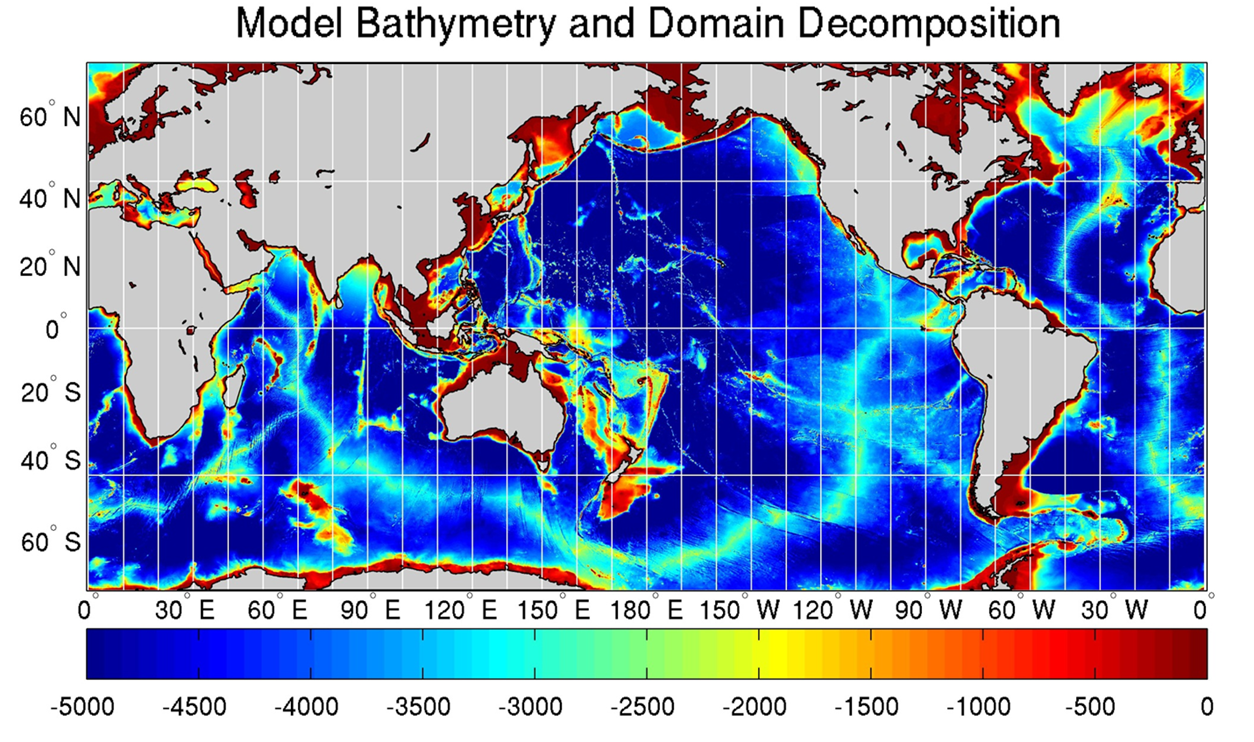 Model Bathymetry and Domain Decomposition
60° N
40° N
20° N
0°
20° S
40° S
60° S
0° 30° E 60° E 90° E 120° E 150° E 180° E 150° W 120° W 90° W 60° W 30° W 0°
-5000 -4500 -4000 -3500 -3000 -2500 -2000 -1500 -1000 -500 0